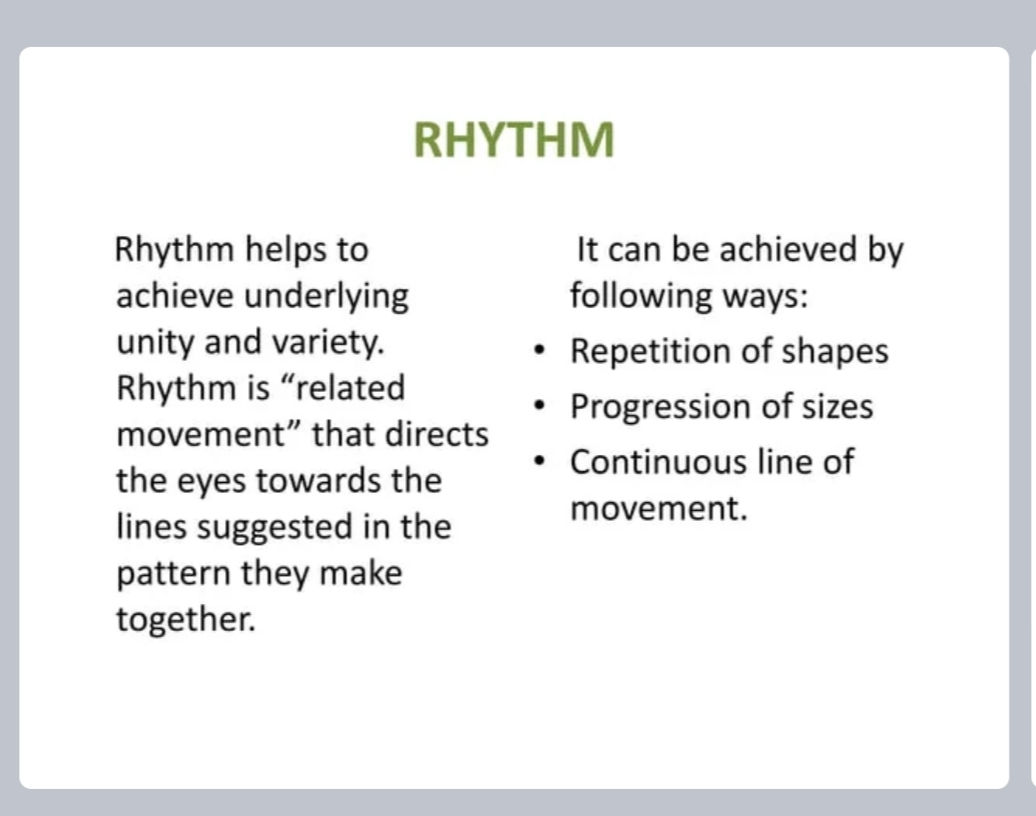 RHYTHM
Rhythm helps to
achieve underlying
unity and variety.
Rhythm is “related
movement” that directs
the eyes towards the
lines suggested in the
pattern they make
together.
It can be achieved by
following ways:
• Repetition of shapes
• Progression of sizes
• Continuous line of
movement.